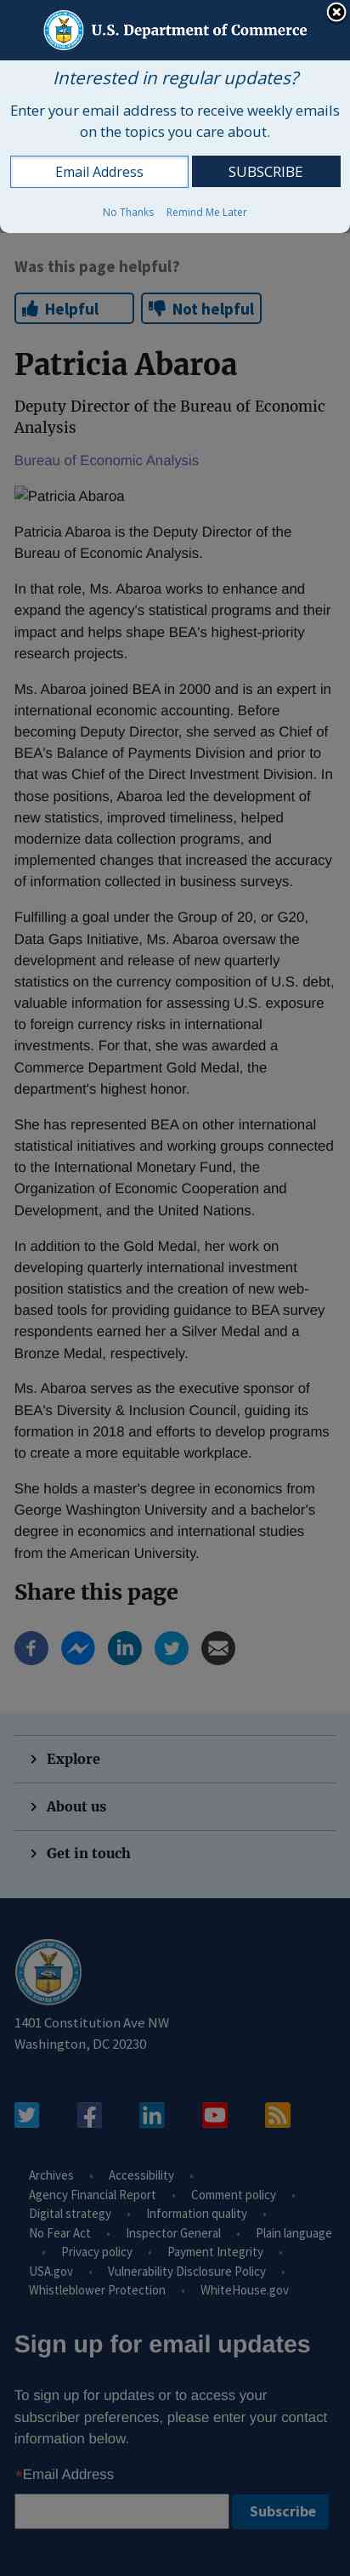 U.S. Department of Commerce
Interested in regular updates?
Enter your email address to receive weekly emails
on the topics you care about.
Email Address SUBSCRIBE
No Thanks Remind Me Later
Was this page helpful?
Helpful Not helpful
Patricia Abaroa
Deputy Director of the Bureau of Economic
Analysis
Bureau of Economic Analysis
Patricia Abaroa
Patricia Abaroa is the Deputy Director of the
Bureau of Economic Analysis.
In that role, Ms. Abaroa works to enhance and
expand the agency's statistical programs and their
impact and helps shape BEA's highest-priority
research projects.
Ms. Abaroa joined BEA in 2000 and is an expert in
international economic accounting. Before
becoming Deputy Director, she served as Chief of
BEA's Balance of Payments Division and prior to
that was Chief of the Direct Investment Division. In
those positions, Abaroa led the development of
new statistics, improved timeliness, helped
modernize data collection programs, and
implemented changes that increased the accuracy
of information collected in business surveys.
Fulfilling a goal under the Group of 20, or G20,
Data Gaps Initiative, Ms. Abaroa oversaw the
development and release of new quarterly
statistics on the currency composition of U.S. debt,
valuable information for assessing U.S. exposure
to foreign currency risks in international
investments. For that, she was awarded a
Commerce Department Gold Medal, the
department's highest honor.
She has represented BEA on other international
statistical initiatives and working groups connected
to the International Monetary Fund, the
Organization of Economic Cooperation and
Development, and the United Nations.
In addition to the Gold Medal, her work on
developing quarterly international investment
position statistics and the creation of new web-
based tools for providing guidance to BEA survey
respondents earned her a Silver Medal and a
Bronze Medal, respectively.
Ms. Abaroa serves as the executive sponsor of
BEA's Diversity & Inclusion Council, guiding its
formation in 2018 and efforts to develop programs
to create a more equitable workplace.
She holds a master's degree in economics from
George Washington University and a bachelor's
degree in economics and international studies
from the American University.
Share this page
Explore
About us
Get in touch
1401 Constitution Ave NW
Washington, DC 20230
Archives • Accessibility •
Agency Financial Report • Comment policy •
Digital strategy • Information quality •
No Fear Act • Inspector General • Plain language
• Privacy policy • Payment Integrity •
USA.gov • Vulnerability Disclosure Policy •
Whistleblower Protection • WhiteHouse.gov
Sign up for email updates
To sign up for updates or to access your
subscriber preferences, please enter your contact
information below.
*Email Address
Subscribe